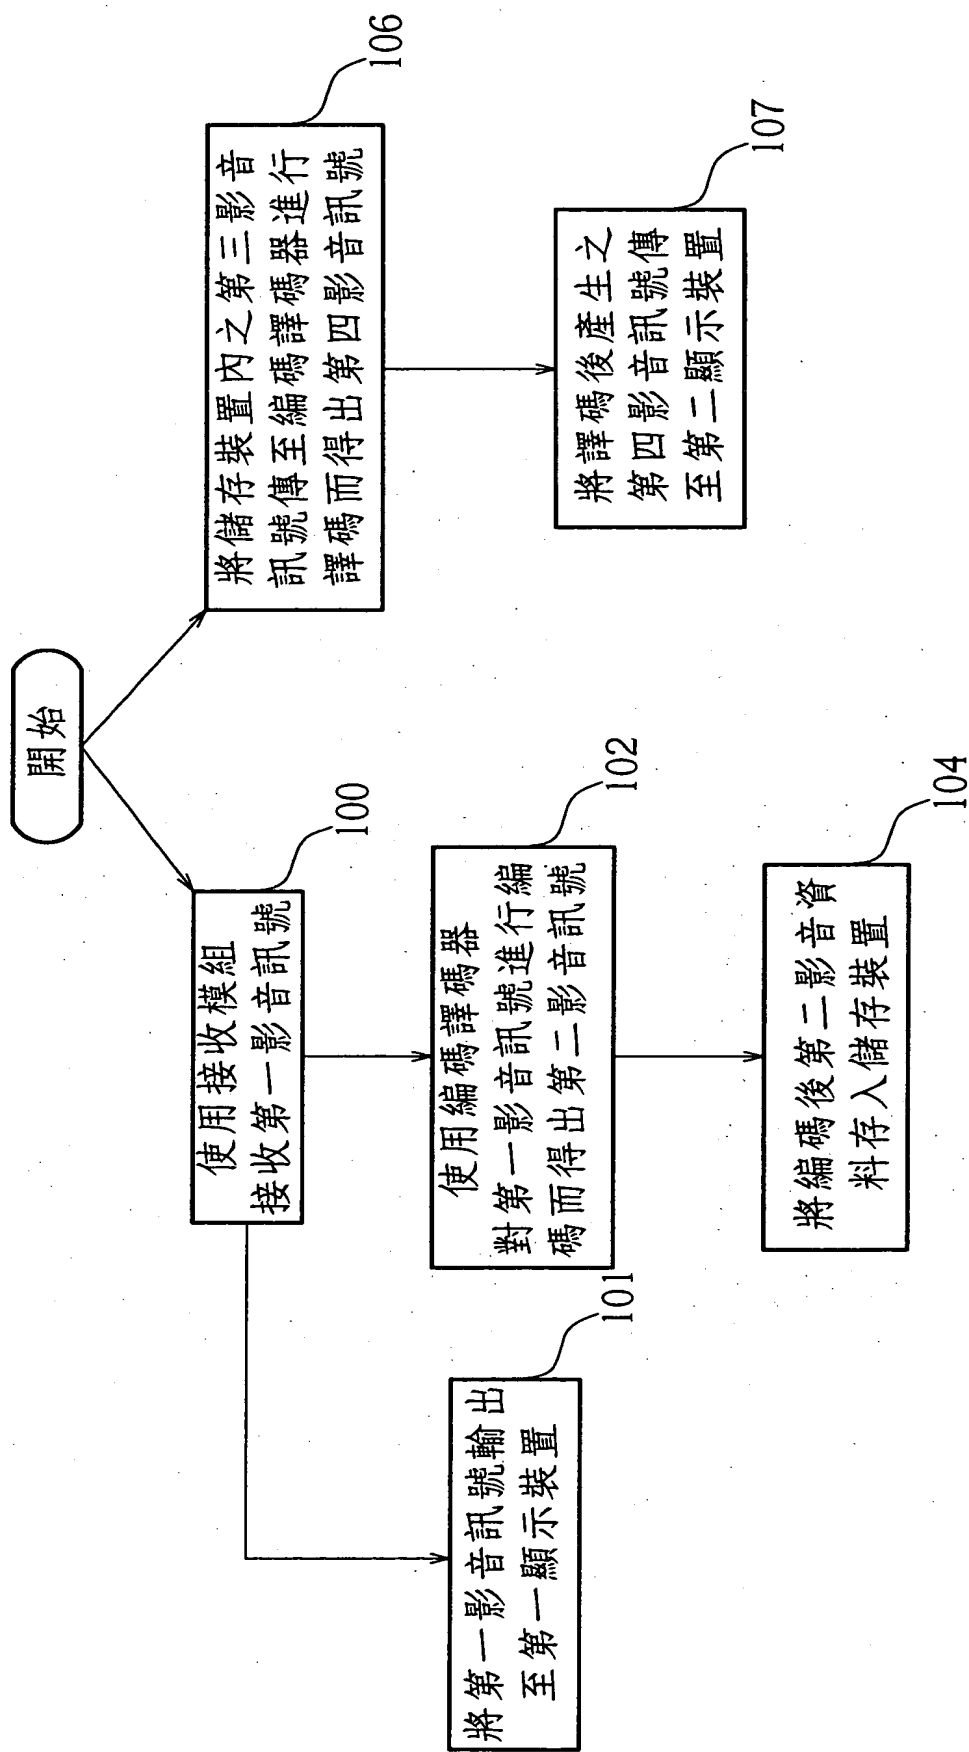 開始
使用接收模組
接收第一影音訊號
100
將第一影音訊號輸出
至第一顯示裝置
101
使用編碼譯碼器
對第一影音訊號進行編
碼而得出第二影音訊號
102
將編碼後第二影音資
料存入儲存裝置
104
將儲存裝置內之第三影音
訊號傳至編碼譯碼器進行
譯碼而得出第四影音訊號
106
將譯碼後產生之
第四影音訊號傳
至第二顯示裝置
107